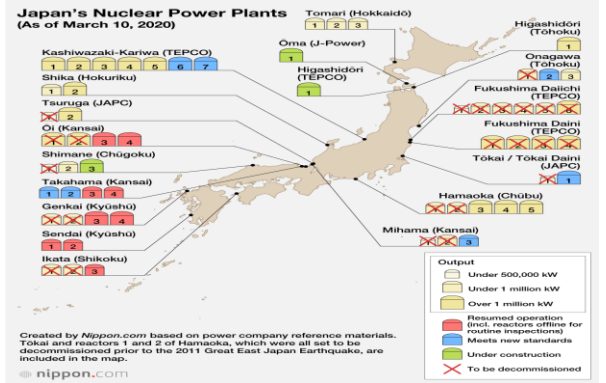 Japan's Nuclear Power Plants
(As of March 10, 2020)
Tomari (Hokkaidō)
1 2 3
Ōma (J-Power)
1
Higashidōri
(TEPCO)
1
Higashidōri
(Tōhoku)
1
Onagawa
(Tōhoku)
1 2 3
Fukushima Daiichi
(TEPCO)
1 2 3 4 5 6
Fukushima Daini
(TEPCO)
1 2 3 4
Tōkai / Tōkai Daini
(JAPC)
1
Hamaoka (Chūbu)
1 2 3 4 5
Mihama (Kansai)
1 2 3
Kashiwazaki-Kariwa (TEPCO)
1 2 3 4 5 6 7
Shika (Hokuriku)
1 2
Tsuruga (JAPC)
1 2
Ōi (Kansai)
1 2 3 4
Shimane (Chūgoku)
1 2 3
Takahama (Kansai)
1 2 3 4
Genkai (Kyūshū)
1 2 3 4
Sendai (Kyūshū)
1 2
Ikata (Shikoku)
1 2 3
Output
Under 500,000 kW
Under 1 million kW
Over 1 million kW
Resumed operation
(incl. reactors offline for
routine inspections)
Meets new standards
Under construction
To be decommissioned
Created by Nippon.com based on power company reference materials.
Tōkai and reactors 1 and 2 of Hamaoka, which were all set to be
decommissioned prior to the 2011 Great East Japan Earthquake, are
included in the map.
nippon.com